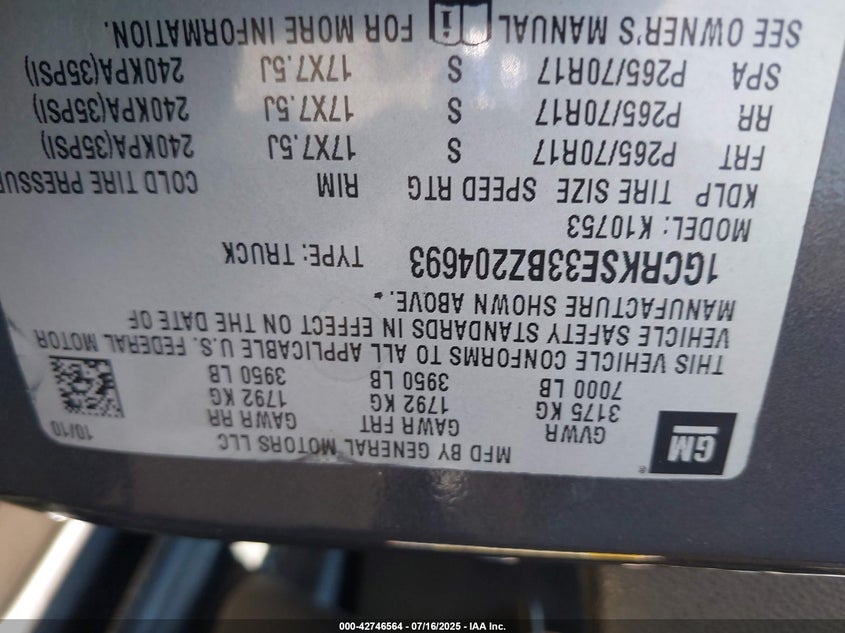 GM
®
MFD BY GENERAL MOTORS LLC
10/10
GVWR GAWR FRT GAWR RR
3175 KG 1792 KG 1792 KG
7000 LB 3950 LB 3950 LB
THIS VEHICLE CONFORMS TO ALL APPLICABLE U.S. FEDERAL MOTOR
VEHICLE SAFETY STANDARDS IN EFFECT ON THE DATE OF
MANUFACTURE SHOWN ABOVE.
1GCRKSE33BZ204693 TYPE: TRUCK
MODEL: K10753
KDLP TIRE SIZE SPEED RTG RIM COLD TIRE PRESSU
FRT P265/70R17 S 17X7.5J 240KPA(35PSI)
RR P265/70R17 S 17X7.5J 240KPA(35PSI)
SPA P265/70R17 S 17X7.5J 240KPA(35PSI)
SEE OWNER'S MANUAL i FOR MORE INFORMATION.
000-42746564 - 07/16/2025 - IAA Inc.